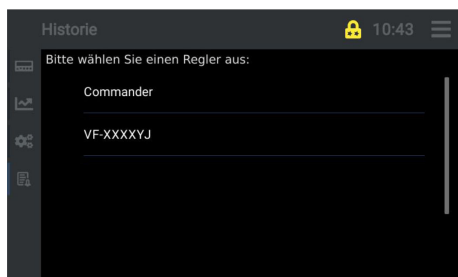 Historie
10:43
Bitte wählen Sie einen Regler aus:
Commander
VF-XXXXYJ